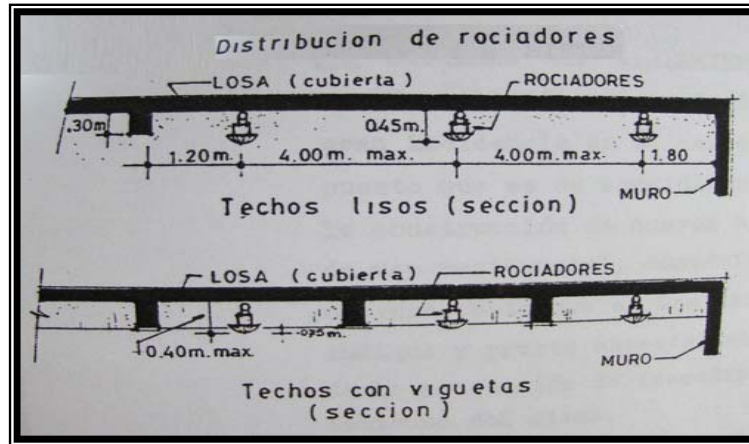 Distribucion de rociadores
LOSA (cubierta) ROCIADORES
.30m 0.45m.
1.20m. 4.00m. max. 4.00m. max. 1.80
MURO
Techos lisos (seccion)
LOSA (cubierta) ROCIADORES
0.40m. max.
MURO
Techos con viguetas
(seccion)